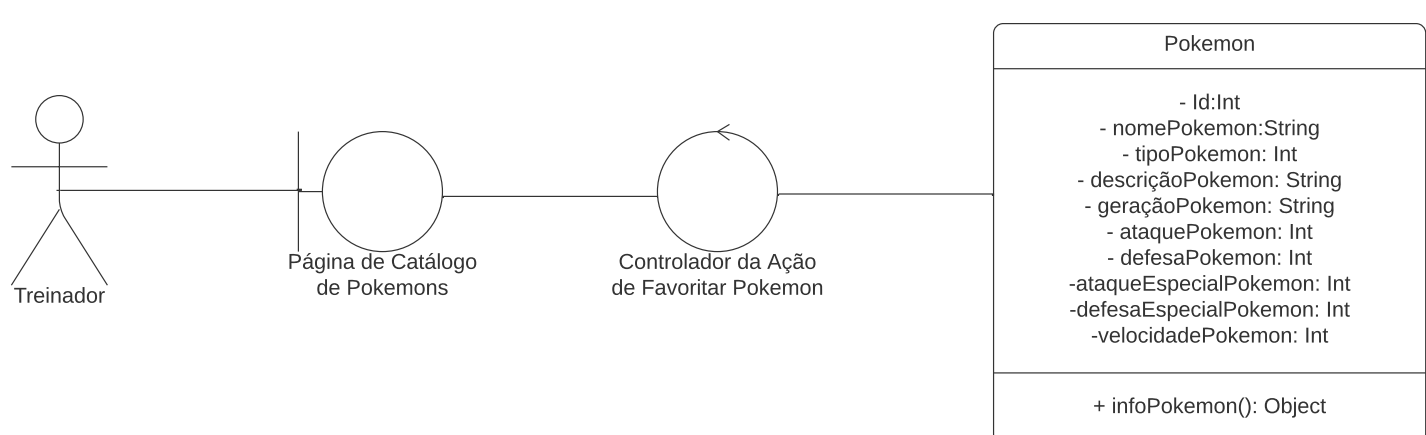 Treinador
Página de Catálogo
de Pokemons
Controlador da Ação
de Favoritar Pokemon
Pokemon
- Id:Int
- nomePokemon:String
- tipoPokemon: Int
- descriçãoPokemon: String
- geraçãoPokemon: String
- ataquePokemon: Int
- defesaPokemon: Int
-ataqueEspecialPokemon: Int
-defesaEspecialPokemon: Int
-velocidadePokemon: Int
+ infoPokemon(): Object